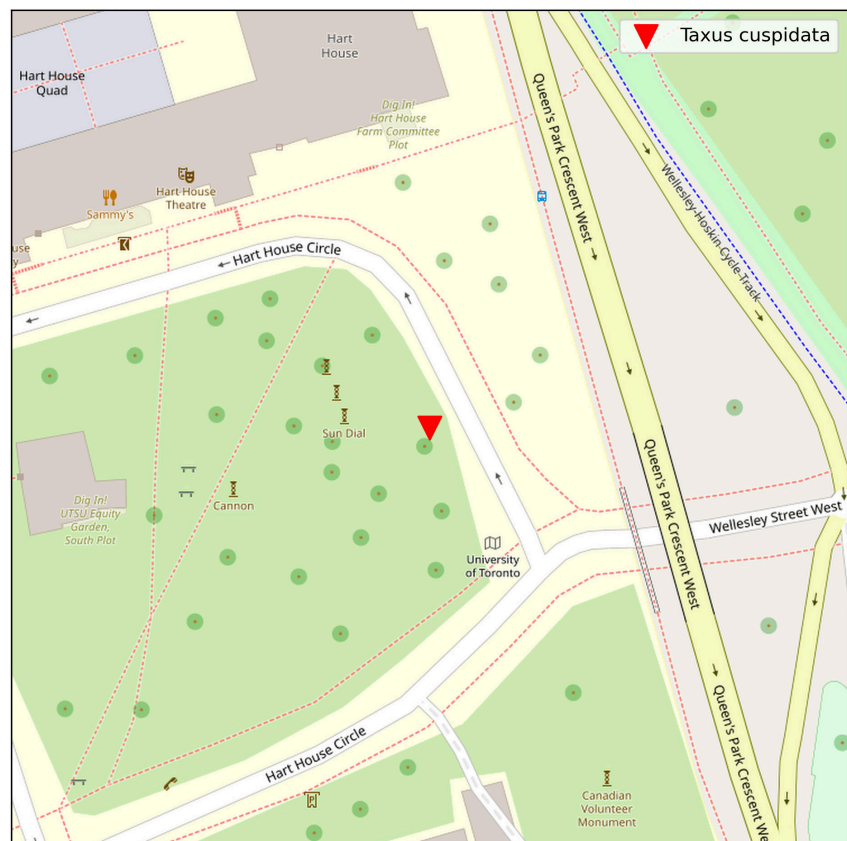 Taxus cuspidata
Hart
House
Hart House
Quad
Dig In!
Hart House
Farm Committee
Plot
Queen's Park Crescent West
Wellesley-Hoskin Cycle Track
Hart House
Theatre
Sammy's
use
y
Hart House Circle
Sun Dial
Cannon
Dig In!
UTSU Equity
Garden,
South Plot
Queen's Park Crescent West
Wellesley Street West
University
of Toronto
Queen's Park Crescent We
Hart House Circle
P
Canadian
Volunteer
Monument